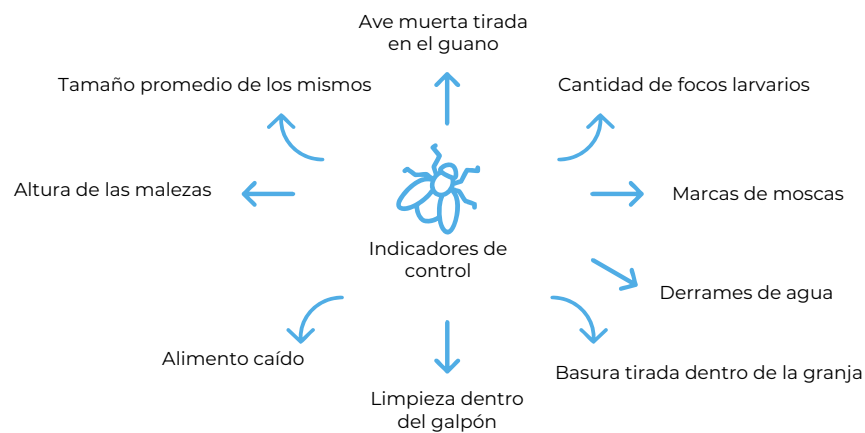 Ave muerta tirada
en el guano
Tamaño promedio de los mismos
Cantidad de focos larvarios
Altura de las malezas
Marcas de moscas
Indicadores de
control
Derrames de agua
Alimento caído
Basura tirada dentro de la granja
Limpieza dentro
del galpón